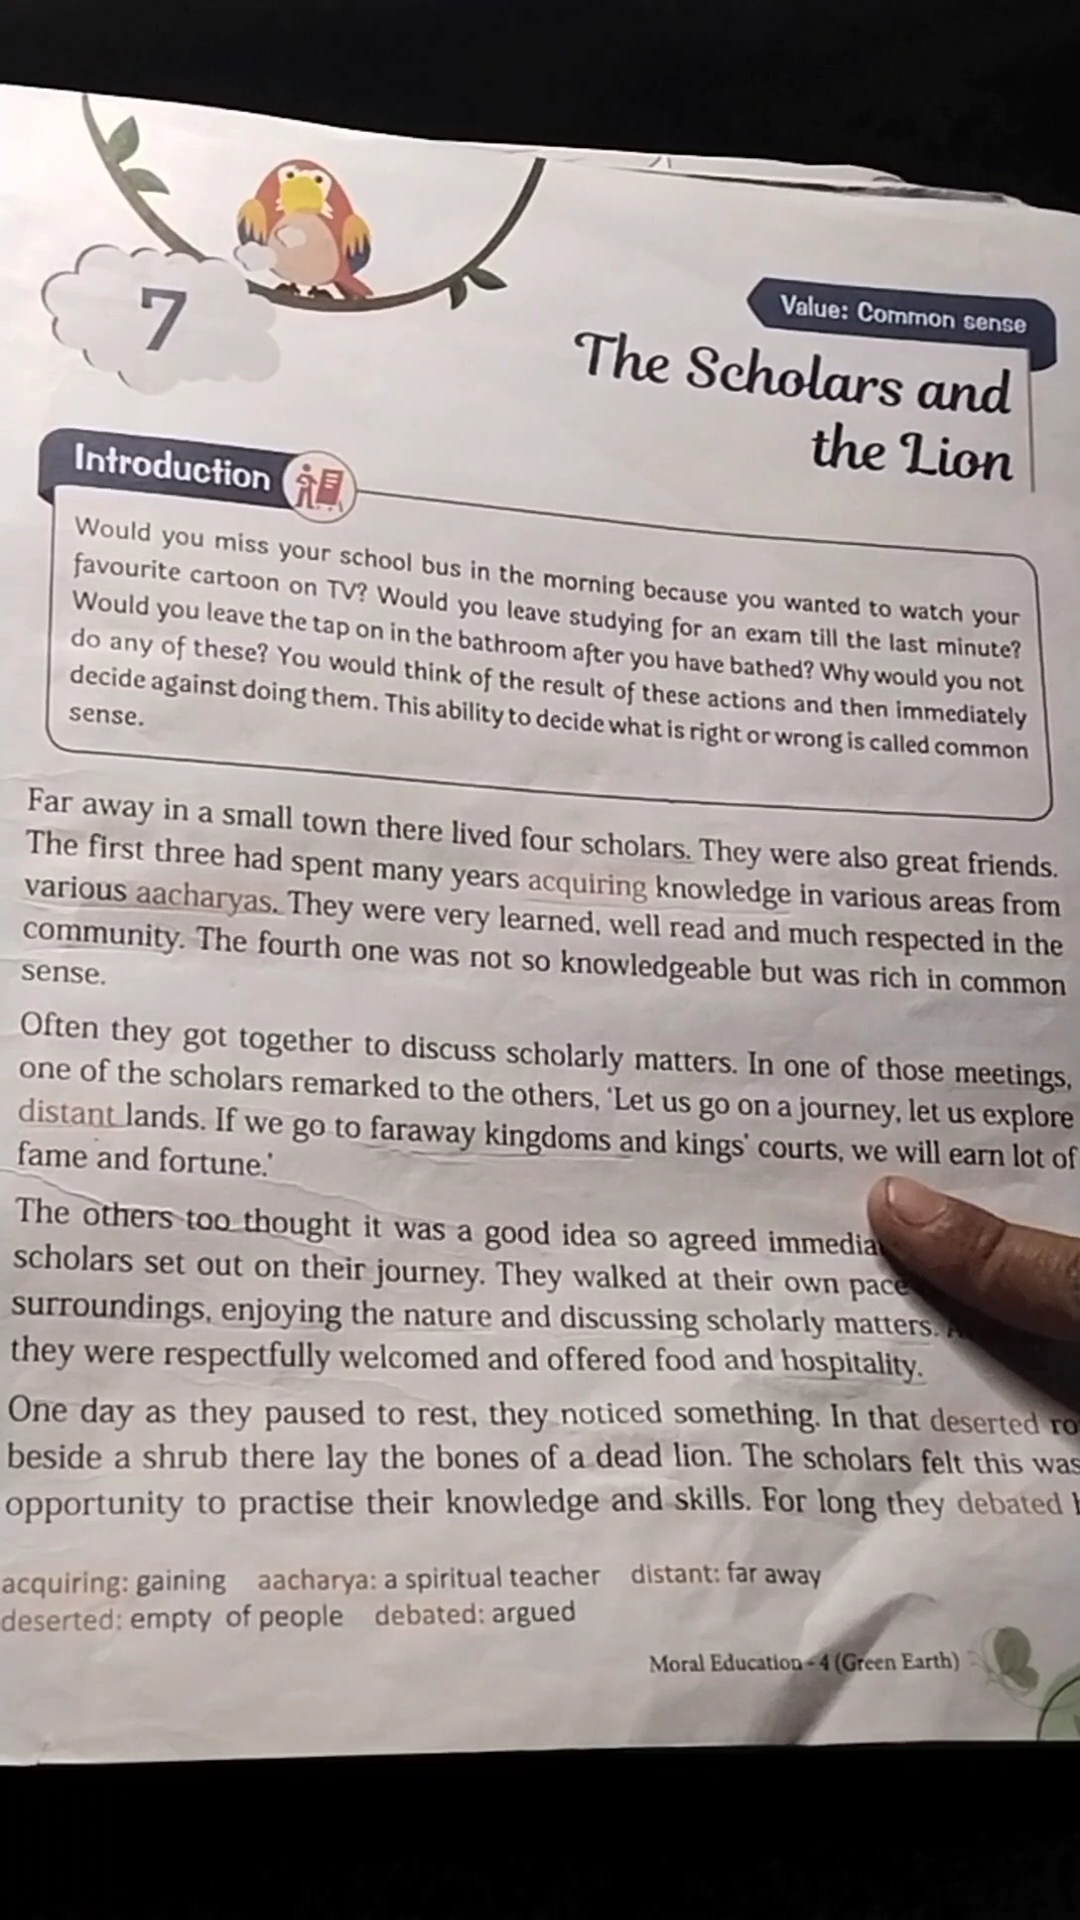 7
Value: Common sense
The Scholars and
the Lion
Introduction
Would you miss your school bus in the morning because you wanted to watch your
favourite cartoon on TV? Would you leave studying for an exam till the last minute?
Would you leave the tap on in the bathroom after you have bathed? Why would you not
do any of these? You would think of the result of these actions and then immediately
decide against doing them. This ability to decide what is right or wrong is called common
sense.
Far away in a small town there lived four scholars. They were also great friends.
The first three had spent many years acquiring knowledge in various areas from
various aacharyas. They were very learned, well read and much respected in the
community. The fourth one was not so knowledgeable but was rich in common
sense.
Often they got together to discuss scholarly matters. In one of those meetings,
one of the scholars remarked to the others, 'Let us go on a journey, let us explore
distant lands. If we go to faraway kingdoms and kings' courts, we will earn lot of
fame and fortune.'
The others too thought it was a good idea so agreed
scholars set out on their journey. They walked at their own pace
surroundings, enjoying the nature and discussing scholarly matters.
they were respectfully welcomed and offered food and hospitality.
One day as they paused to rest, they noticed something. In that deserted
beside a shrub there lay the bones of a dead lion. The scholars felt this was
opportunity to practise their knowledge and skills. For long they debated
acquiring: gaining aacharya: a spiritual teacher distant: far away
deserted: empty of people debated: argued
Moral Education - 4 (Green Earth)